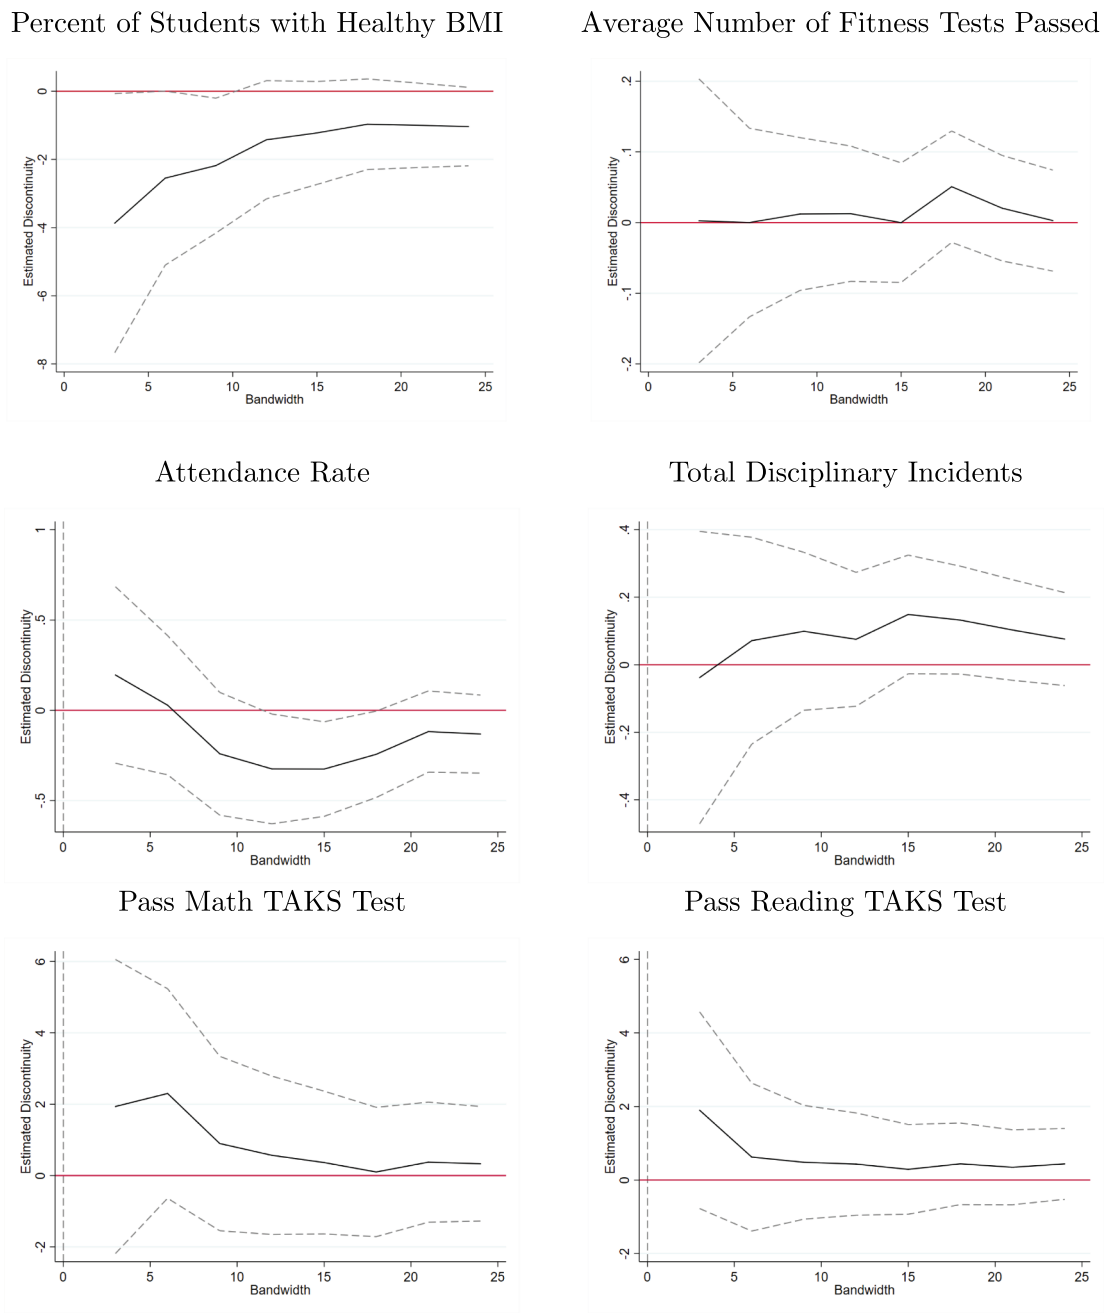 Percent of Students with Healthy BMI
Estimated Discontinuity
0
-2
-4
-6
-8
0 5 10 15 20 25
Bandwidth
Average Number of Fitness Tests Passed
Estimated Discontinuity
.2
.1
0
-.1
-.2
0 5 10 15 20 25
Bandwidth
Attendance Rate
Estimated Discontinuity
1
.5
0
-.5
0 5 10 15 20 25
Bandwidth
Total Disciplinary Incidents
Estimated Discontinuity
.4
.2
0
-.2
-.4
0 5 10 15 20 25
Bandwidth
Pass Math TAKS Test
Estimated Discontinuity
6
4
2
0
-2
0 5 10 15 20 25
Bandwidth
Pass Reading TAKS Test
Estimated Discontinuity
6
4
2
0
-2
0 5 10 15 20 25
Bandwidth